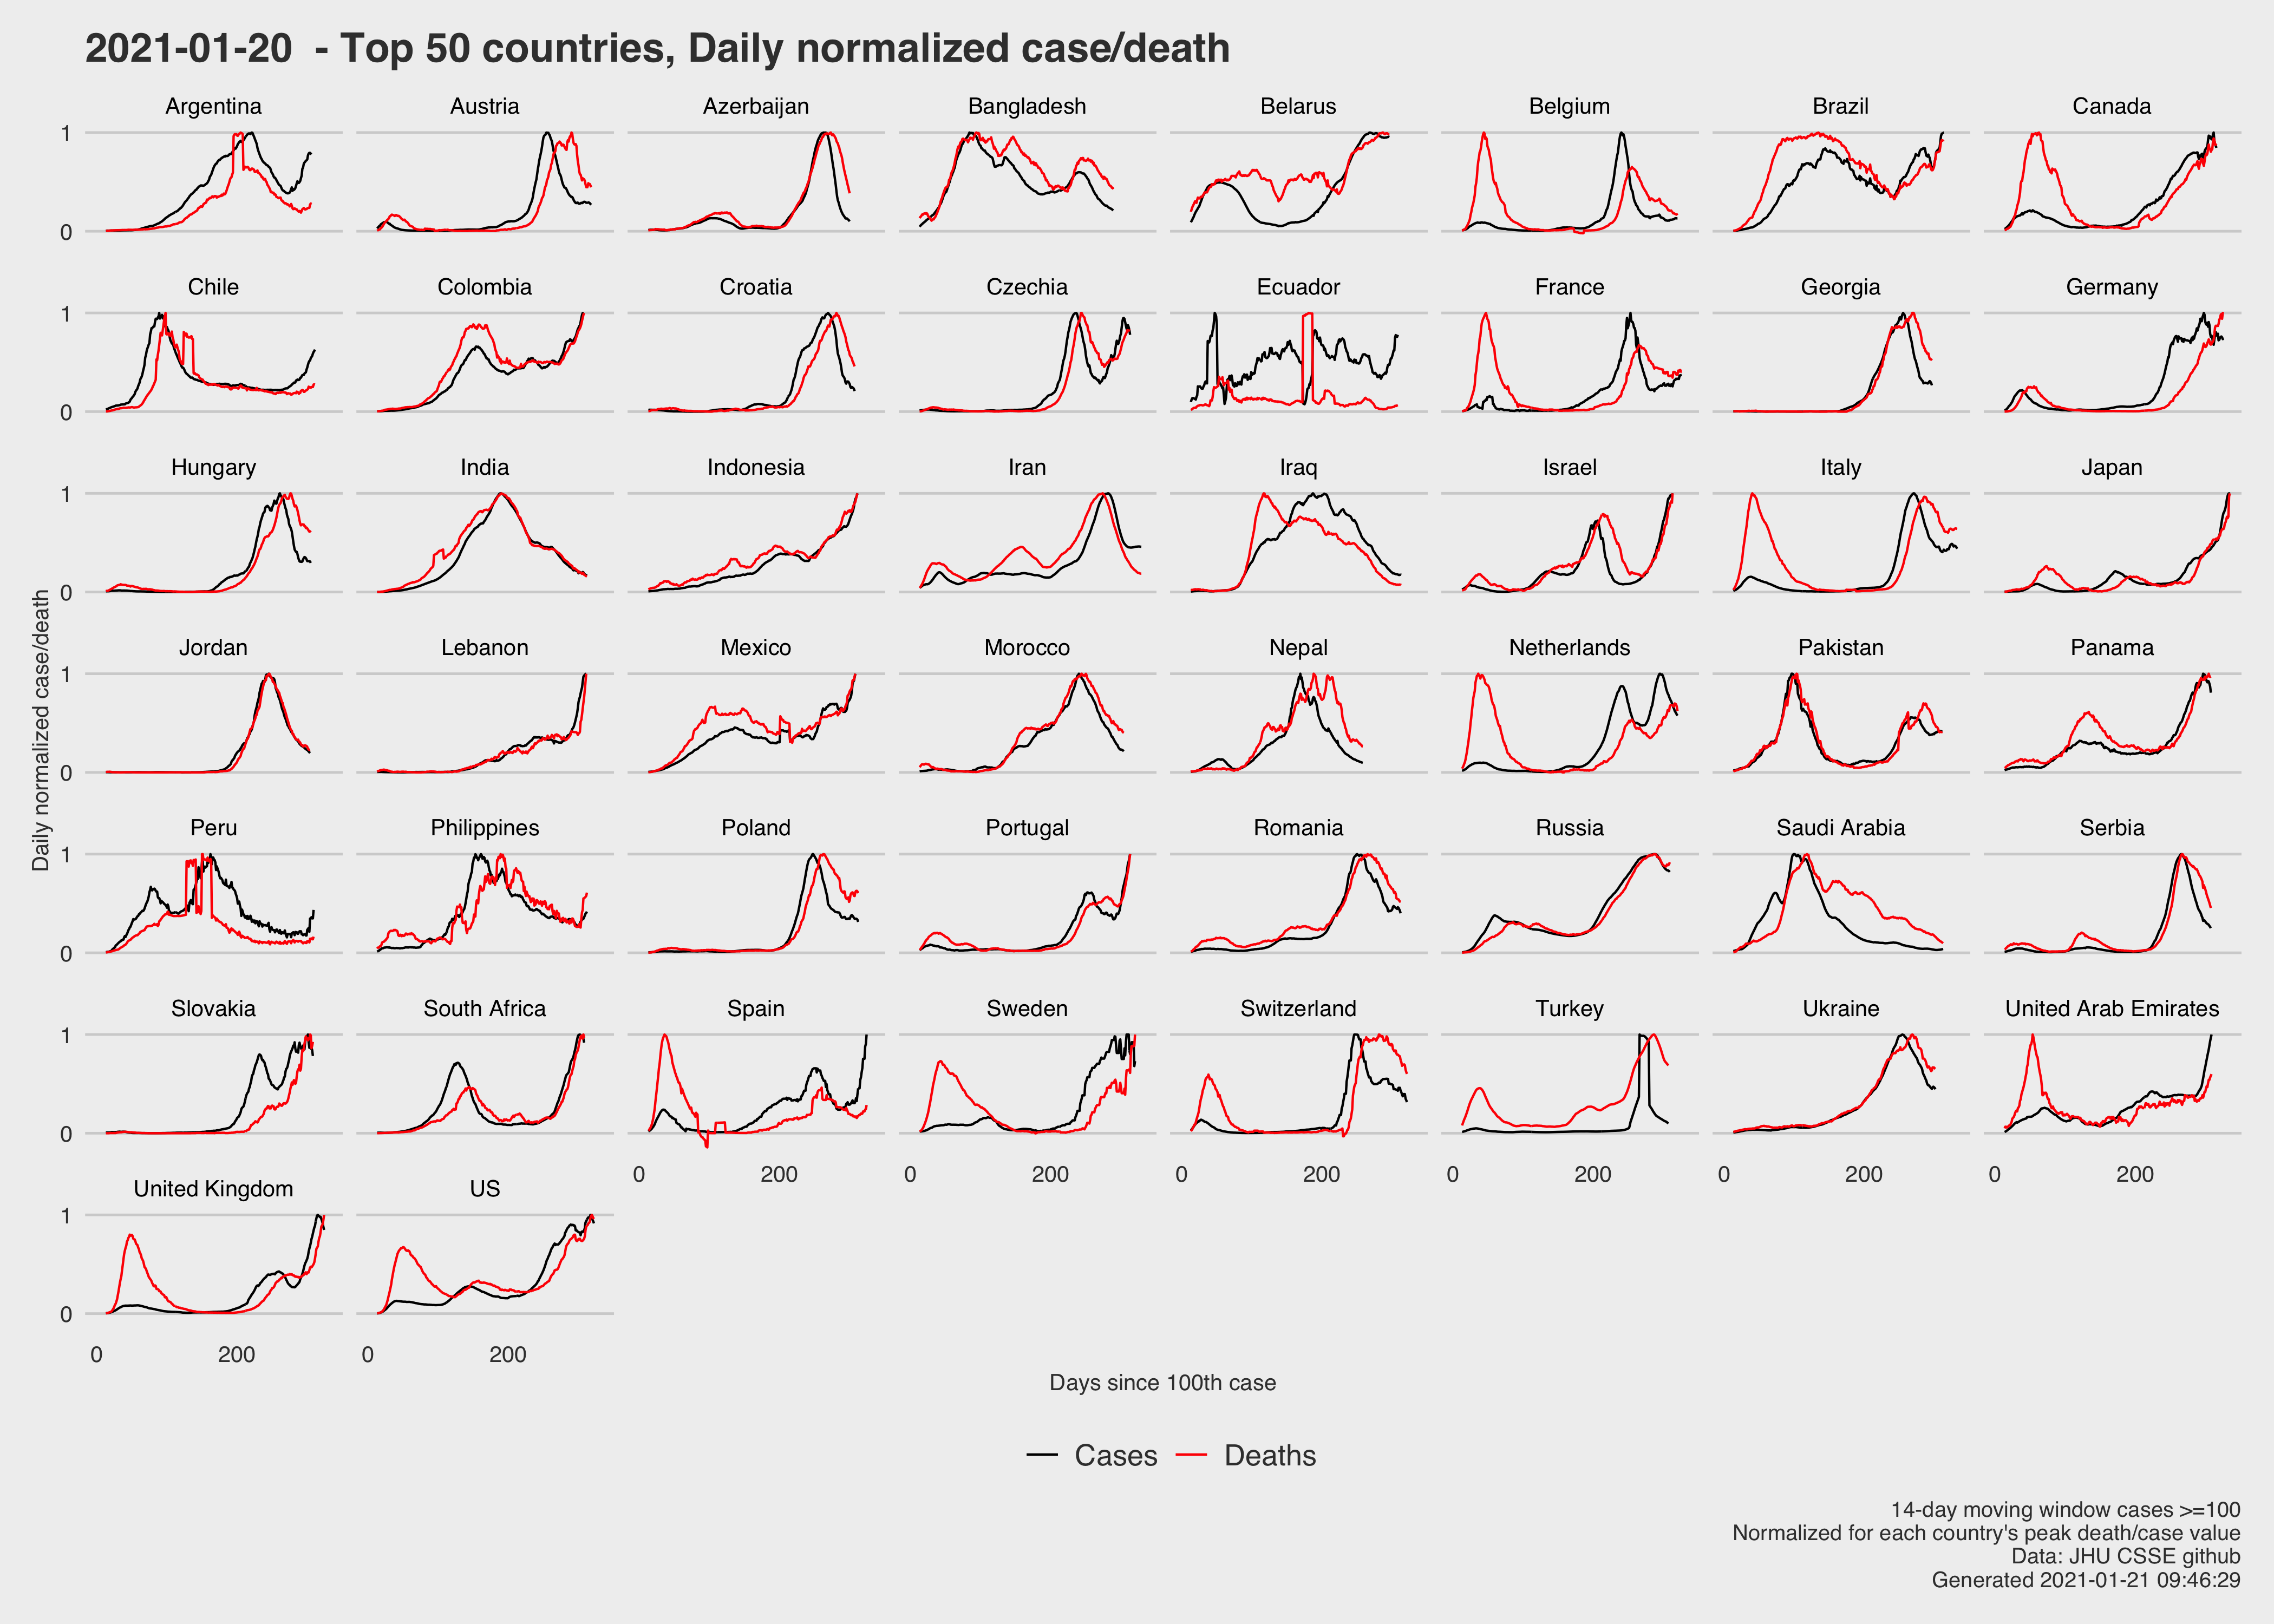 2021-01-20 - Top 50 countries, Daily normalized case/death
Argentina Austria Azerbaijan Bangladesh Belarus Belgium Brazil Canada
1
0
Chile Colombia Croatia Czechia Ecuador France Georgia Germany
1
0
Hungary India Indonesia Iran Iraq Israel Italy Japan
1
0
Daily normalized case/death
Jordan Lebanon Mexico Morocco Nepal Netherlands Pakistan Panama
1
0
Peru Philippines Poland Portugal Romania Russia Saudi Arabia Serbia
1
0
Slovakia South Africa Spain Sweden Switzerland Turkey Ukraine United Arab Emirates
1
0
0 200 0 200 0 200 0 200 0 200 0 200
United Kingdom US
1
0
0 200 0 200
Days since 100th case
Cases Deaths
14-day moving window cases >=100
Normalized for each country's peak death/case value
Data: JHU CSSE github
Generated 2021-01-21 09:46:29